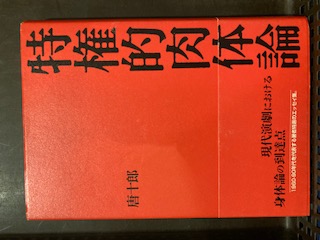 特権的肉体論
現代演劇における
身体論の到達点
唐十郎